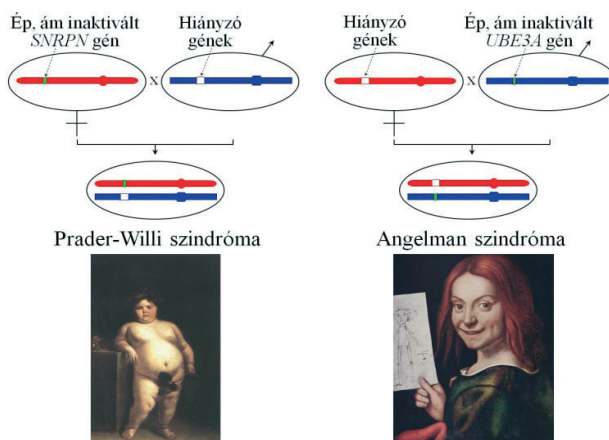 Ép, ám inaktivált
SNRPN gén
Hiányzó
gének
x
Hiányzó
gének
Ép, ám inaktivált
UBE3A gén
x
Prader-Willi szindróma
Angelman szindróma